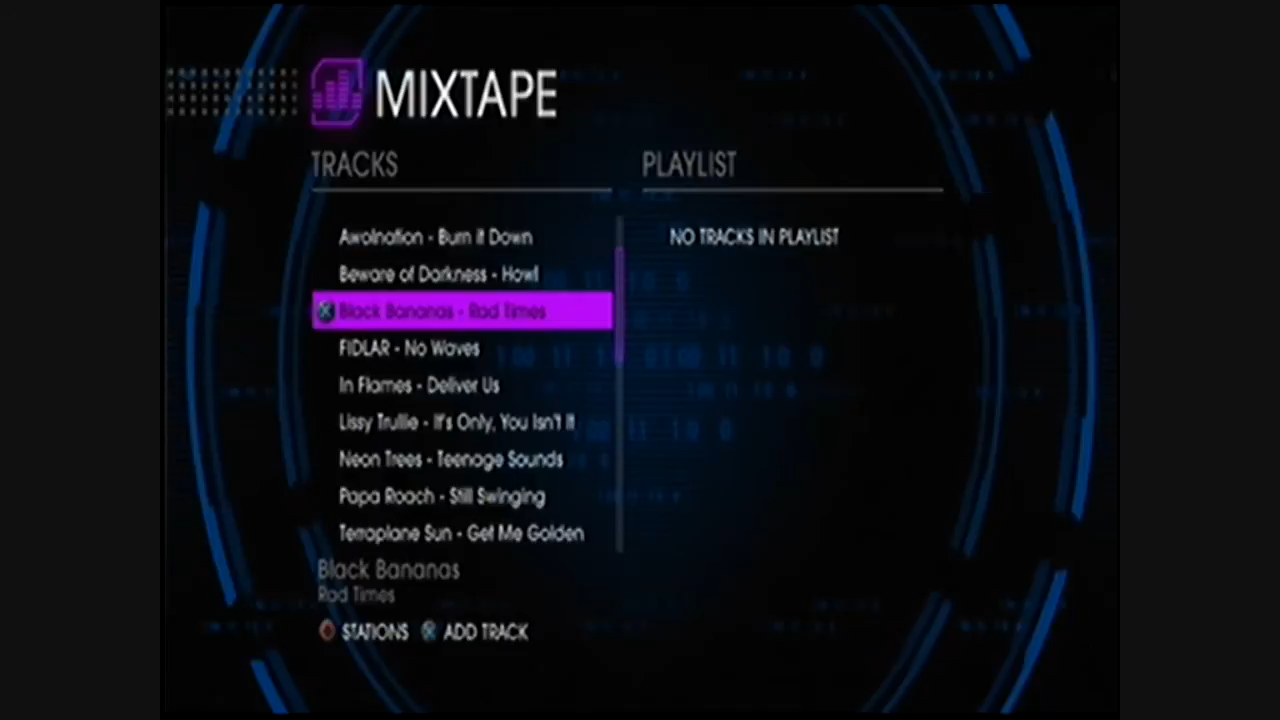 MIXTAPE
TRACKS
PLAYLIST
Awolnation - Burn it Down
NO TRACKS IN PLAYLIST
Beware of Darkness - Howl
Black Bananas - Rad Times
FIDLAR - No Waves
In Flames - Deliver Us
Lissy Trullie - It's Only, You Isn't It
Neon Trees - Teenage Sounds
Papa Roach - Still Swinging
Terraplane Sun - Get Me Golden
Black Bananas
Rad Times
STATIONS ADD TRACK